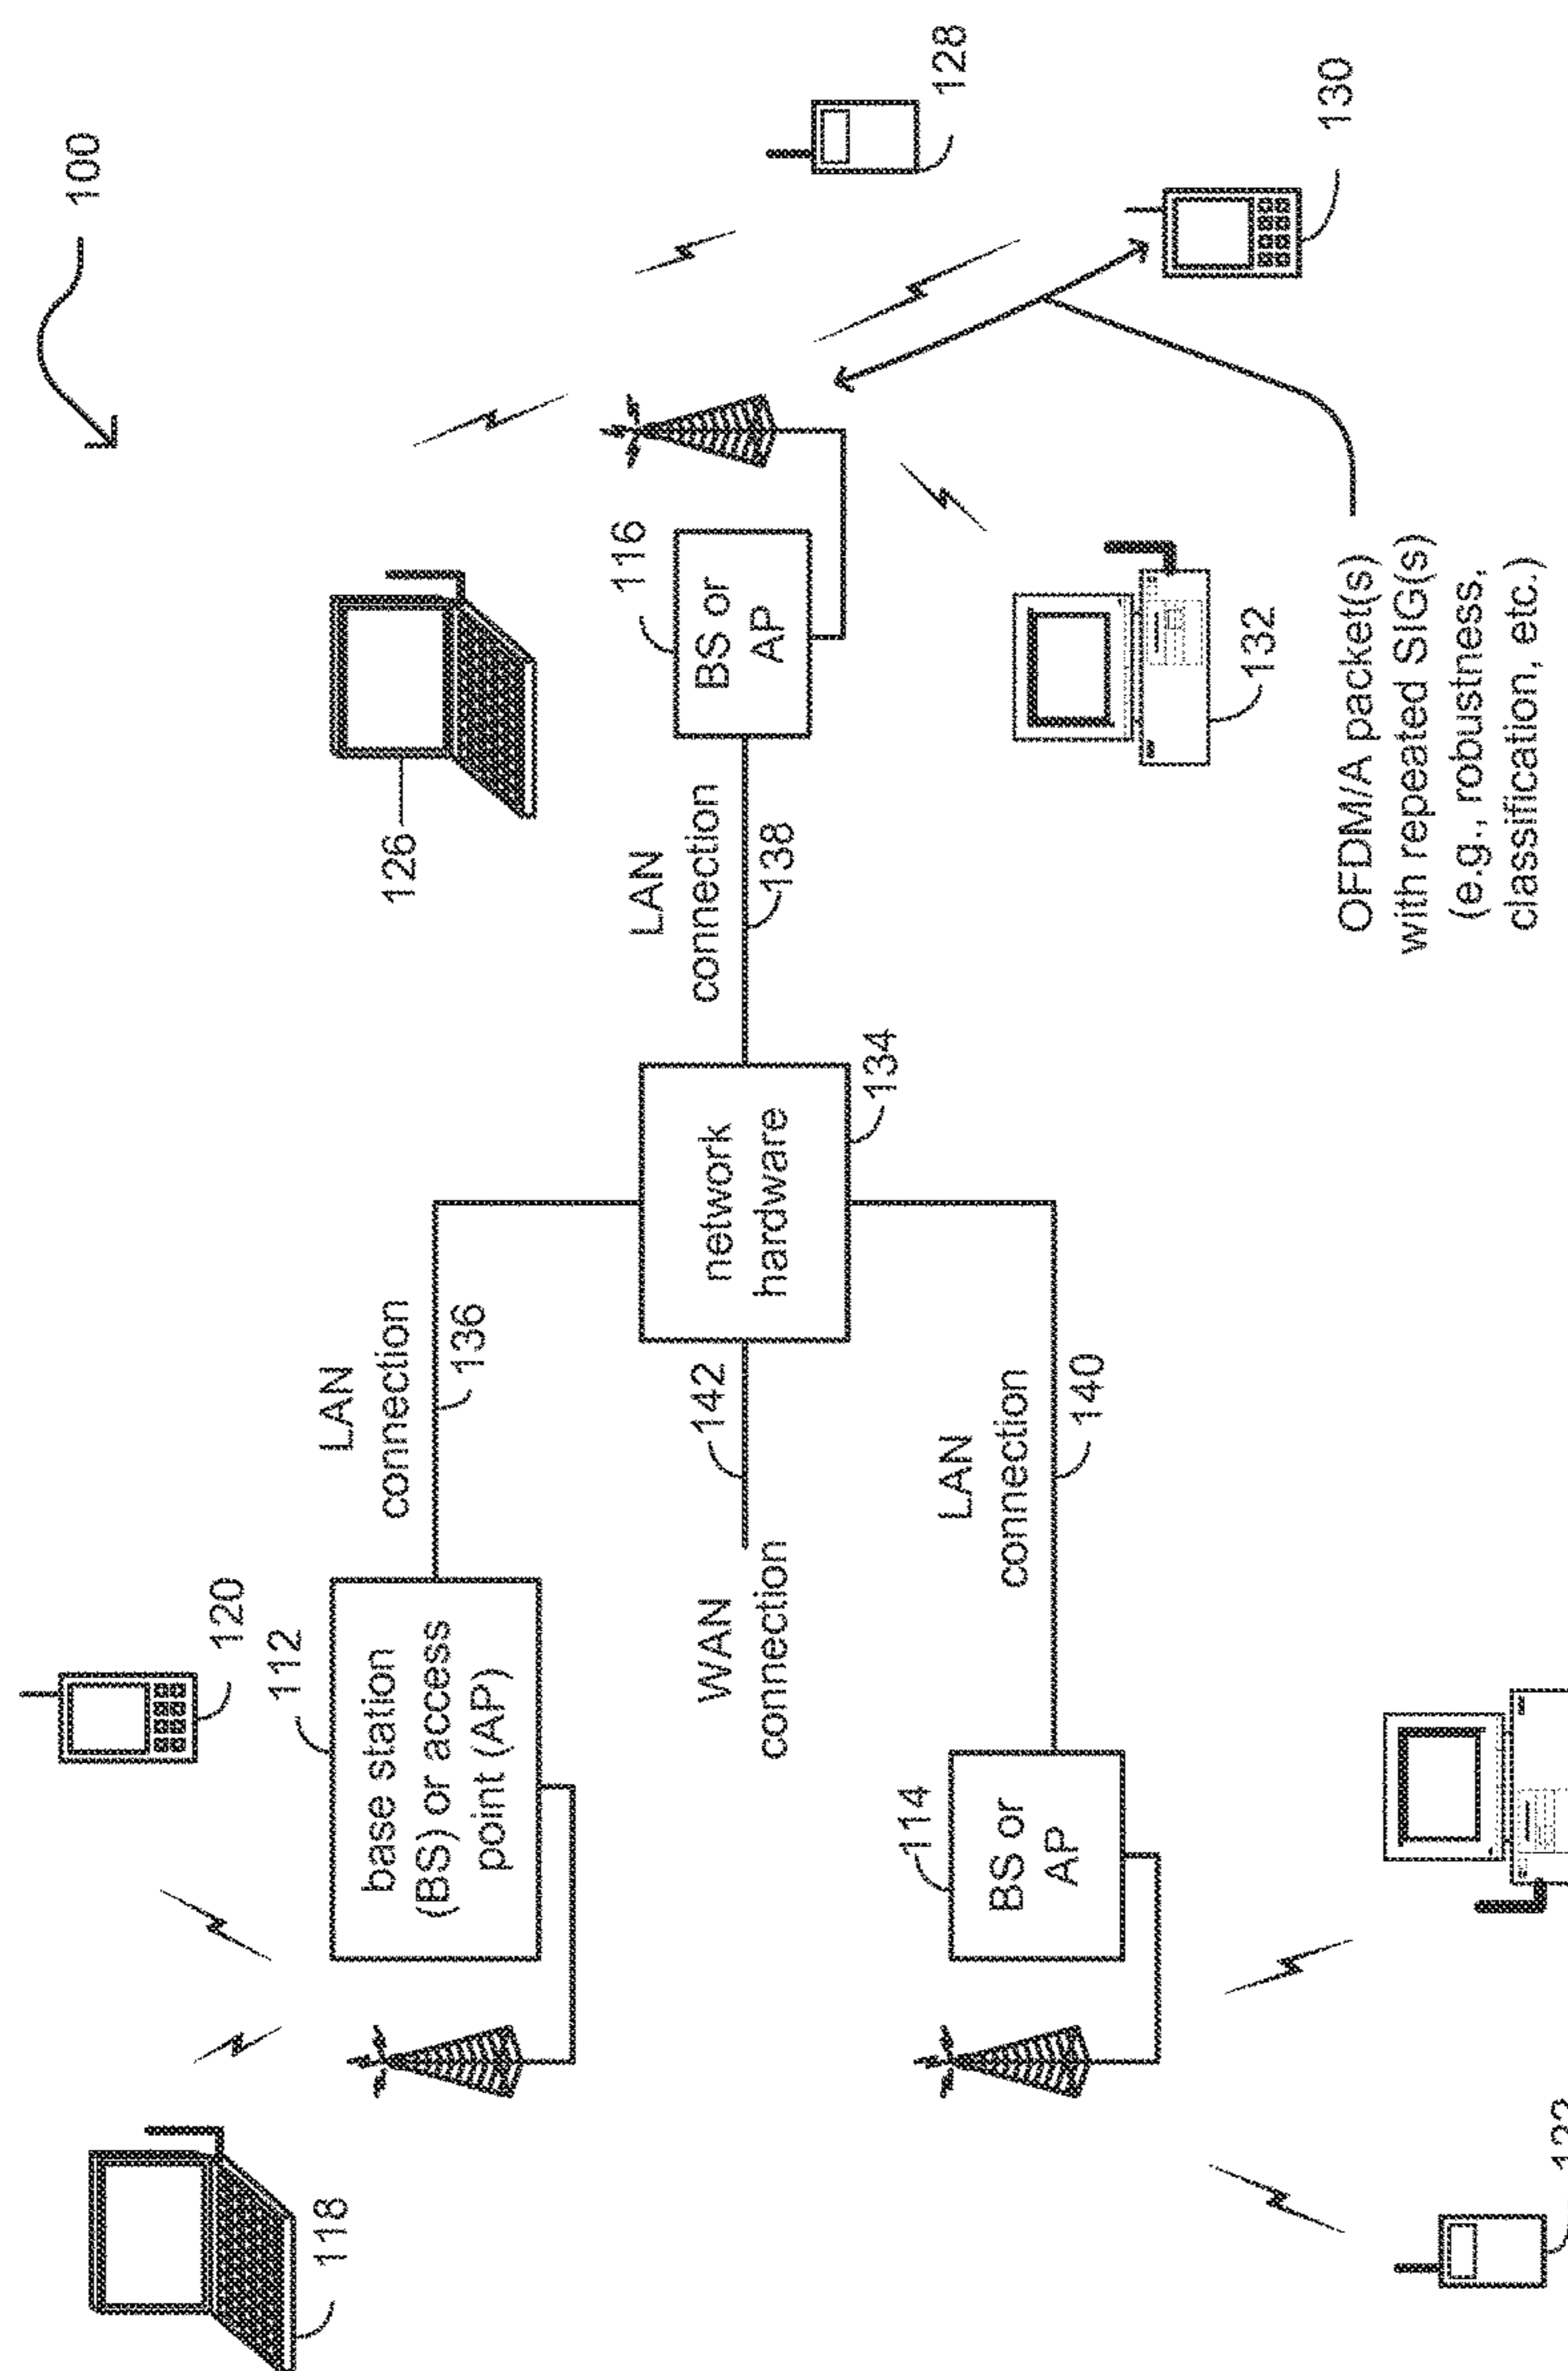 100
118
120
112
base station
(BS) or access
point (AP)
LAN
connection
136
126
116
BS or
AP
LAN
connection
138
128
130
network
hardware
134
142
WAN
connection
LAN
connection
140
114
BS or
AP
132
OFDM/A packet(s)
with repeated SIG(s)
(e.g., robustness,
classification, etc.)